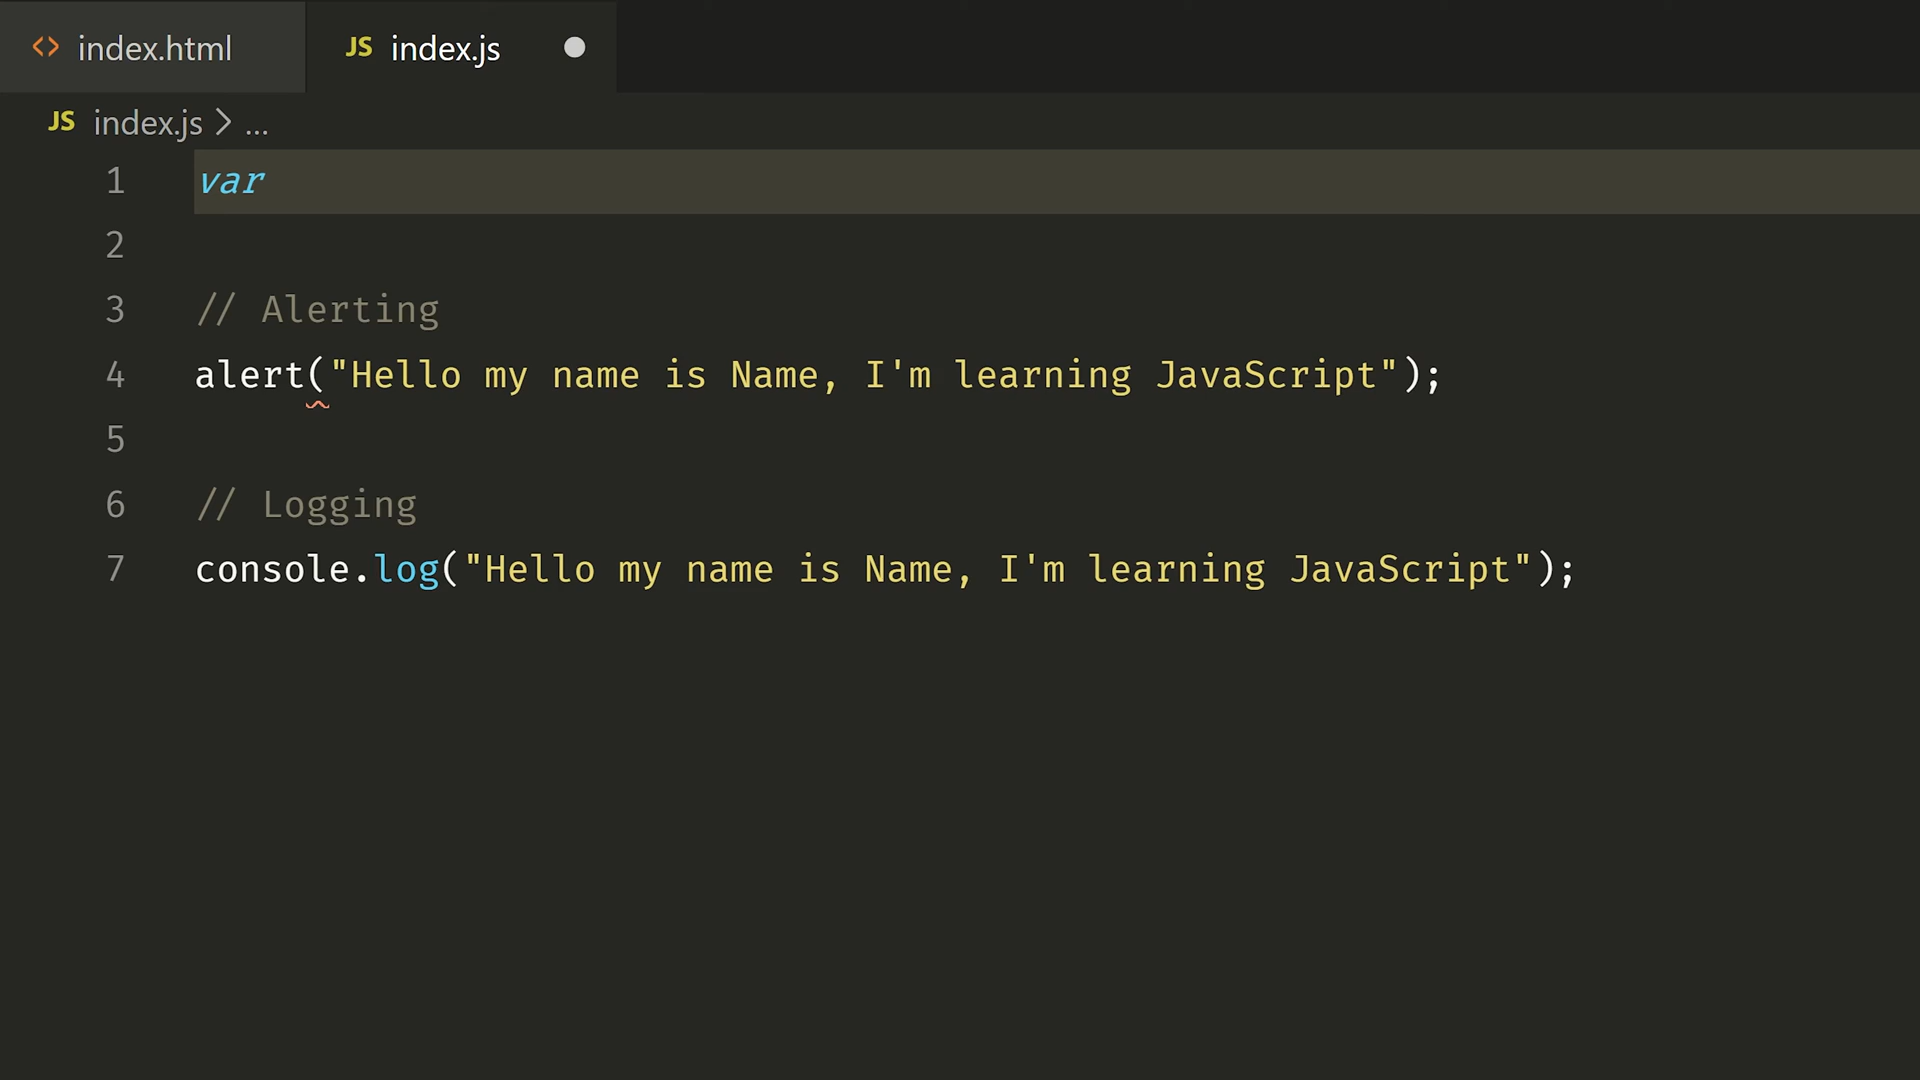 <> index.html JS index.js
JS index.js > ...
1 var
2
3 // Alerting
4 alert("Hello my name is Name, I'm learning JavaScript");
5
6 // Logging
7 console.log("Hello my name is Name, I'm learning JavaScript");